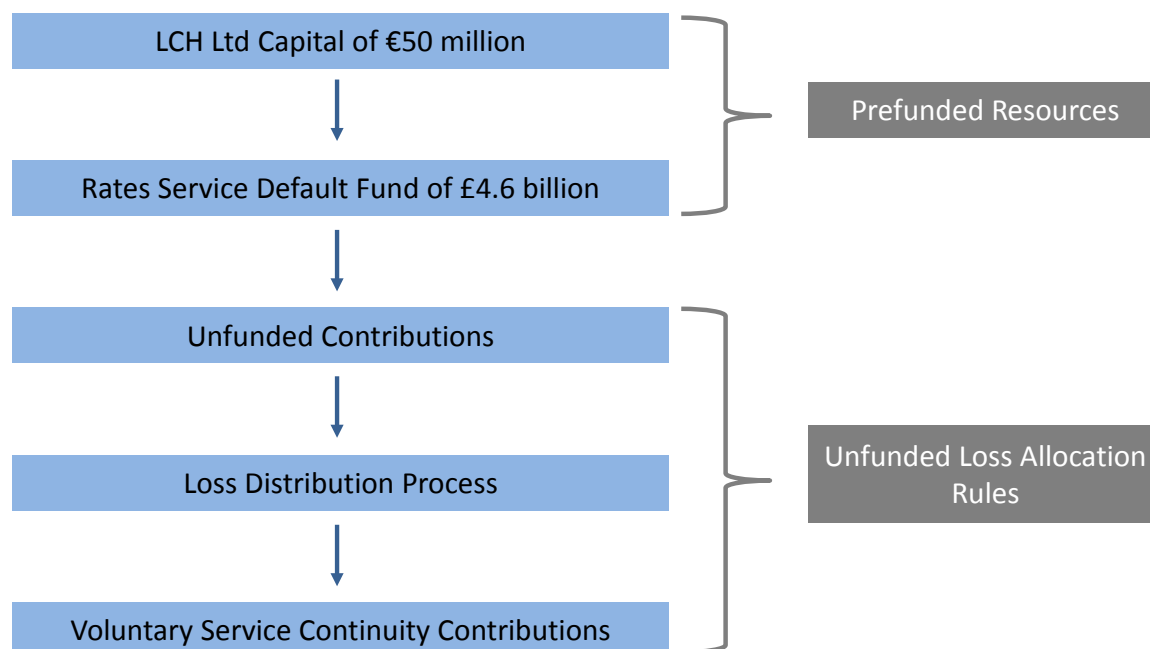 LCH Ltd Capital of €50 million
Prefunded Resources
Rates Service Default Fund of £4.6 billion
Unfunded Contributions
Unfunded Loss Allocation
Rules
Loss Distribution Process
Voluntary Service Continuity Contributions